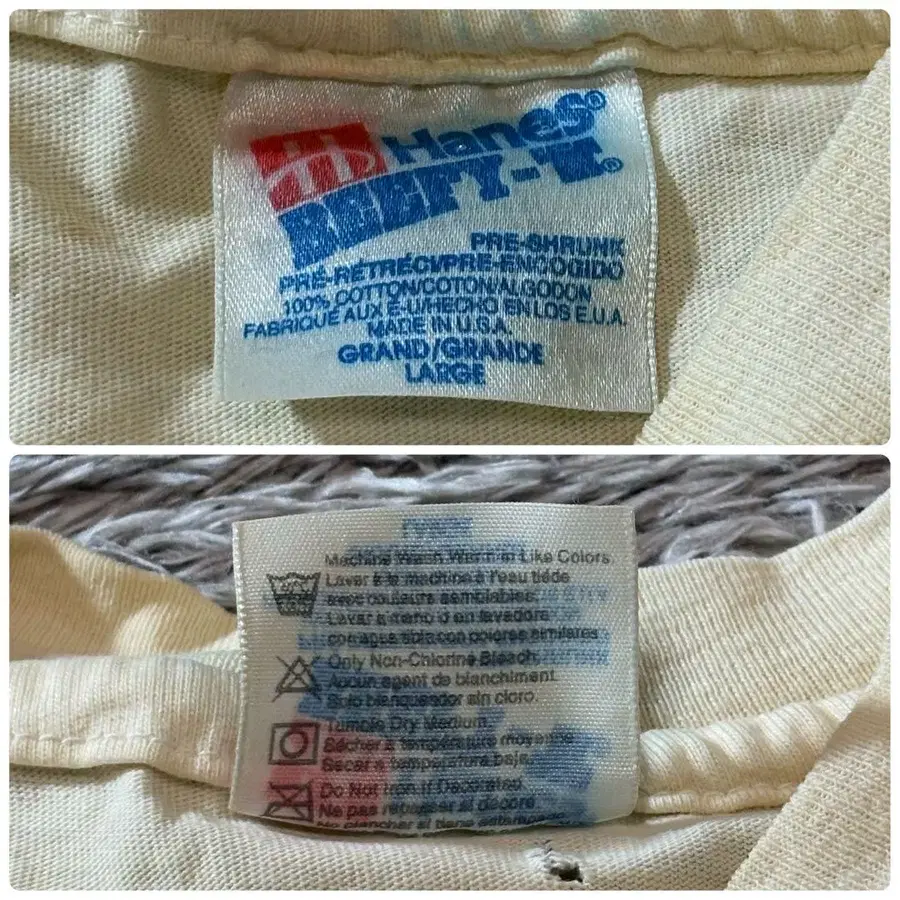 Hanes®
BEEFY-T®
PRE-SHRUNK
PRÉ-RÉTRÉCI/PRE-ENCOGIDO
100% COTTON/COTON/ALGODON
FABRIQUÉ AUX É-U/HECHO EN LOS E.U.A.
MADE IN U.S.A.
GRAND/GRANDE
LARGE
Machine Wash Warm in Like Colors
Laver à la machine à l'eau tiède
avec couleurs semblables.
Lavar a mano o en lavadora
con agua tibia con colores similares.
Only Non-Chlorine Bleach.
Aucun agent de blanchiment.
Solo blanqueador sin cloro.
Tumble Dry Medium.
Sécher à température moyenne
Secar a temperatura baja.
Do Not Iron if Decorated.
Ne pas repasser si décoré
planchar si tiene estampado